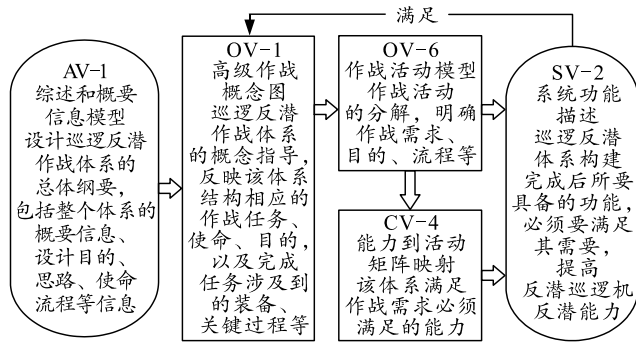 满足
AV-1
综述和概要
信息模型
设计巡逻反潜
作战体系的
总体纲要,
包括整个体系的
概要信息、
设计目的、
思路、使命
流程等信息
OV-1
高级作战
概念图
巡逻反潜
作战体系
的概念指导,
反映该体系
结构相应的
作战任务、
使命、目的,
以及完成
任务涉及到
的装备、
关键过程等
OV-6
作战活动模型
作战活动
的分解，明确
作战需求、
目的、流程等
CV-4
能力到活动
矩阵映射
该体系满足
作战需求必须
满足的能力
SV-2
系统功能
描述
巡逻反潜
体系构建
完成后所要
具备的功能,
必须要满足
其需要,
提高
反潜巡逻机
反潜能力